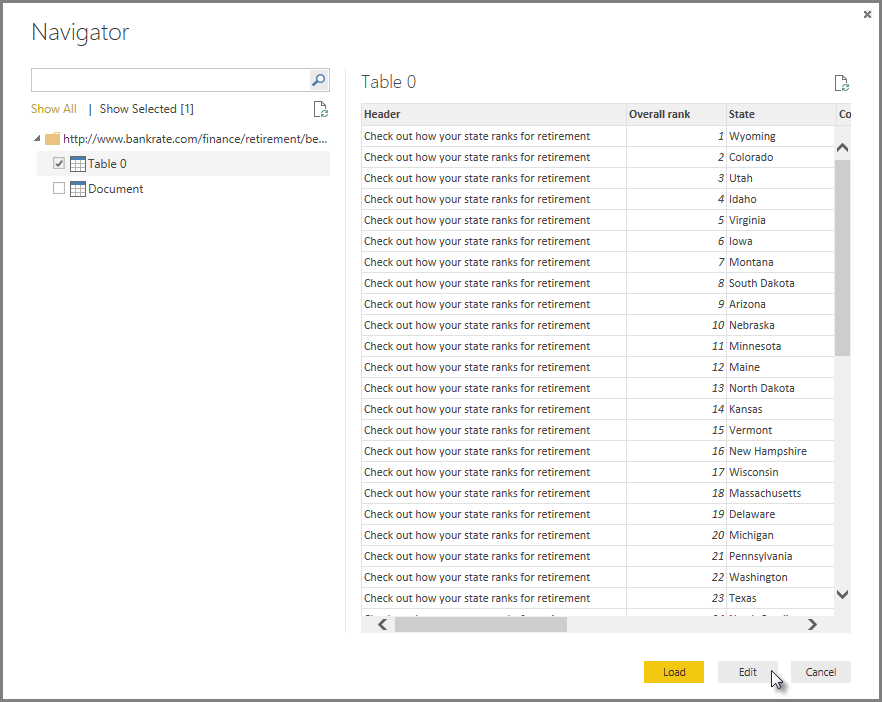 Navigator
Show All | Show Selected [1]
http://www.bankrate.com/finance/retirement/be...
Table 0
Document
Table 0
Header Overall rank State Co
Check out how your state ranks for retirement 1 Wyoming
Check out how your state ranks for retirement 2 Colorado
Check out how your state ranks for retirement 3 Utah
Check out how your state ranks for retirement 4 Idaho
Check out how your state ranks for retirement 5 Virginia
Check out how your state ranks for retirement 6 Iowa
Check out how your state ranks for retirement 7 Montana
Check out how your state ranks for retirement 8 South Dakota
Check out how your state ranks for retirement 9 Arizona
Check out how your state ranks for retirement 10 Nebraska
Check out how your state ranks for retirement 11 Minnesota
Check out how your state ranks for retirement 12 Maine
Check out how your state ranks for retirement 13 North Dakota
Check out how your state ranks for retirement 14 Kansas
Check out how your state ranks for retirement 15 Vermont
Check out how your state ranks for retirement 16 New Hampshire
Check out how your state ranks for retirement 17 Wisconsin
Check out how your state ranks for retirement 18 Massachusetts
Check out how your state ranks for retirement 19 Delaware
Check out how your state ranks for retirement 20 Michigan
Check out how your state ranks for retirement 21 Pennsylvania
Check out how your state ranks for retirement 22 Washington
Check out how your state ranks for retirement 23 Texas
Load Edit Cancel